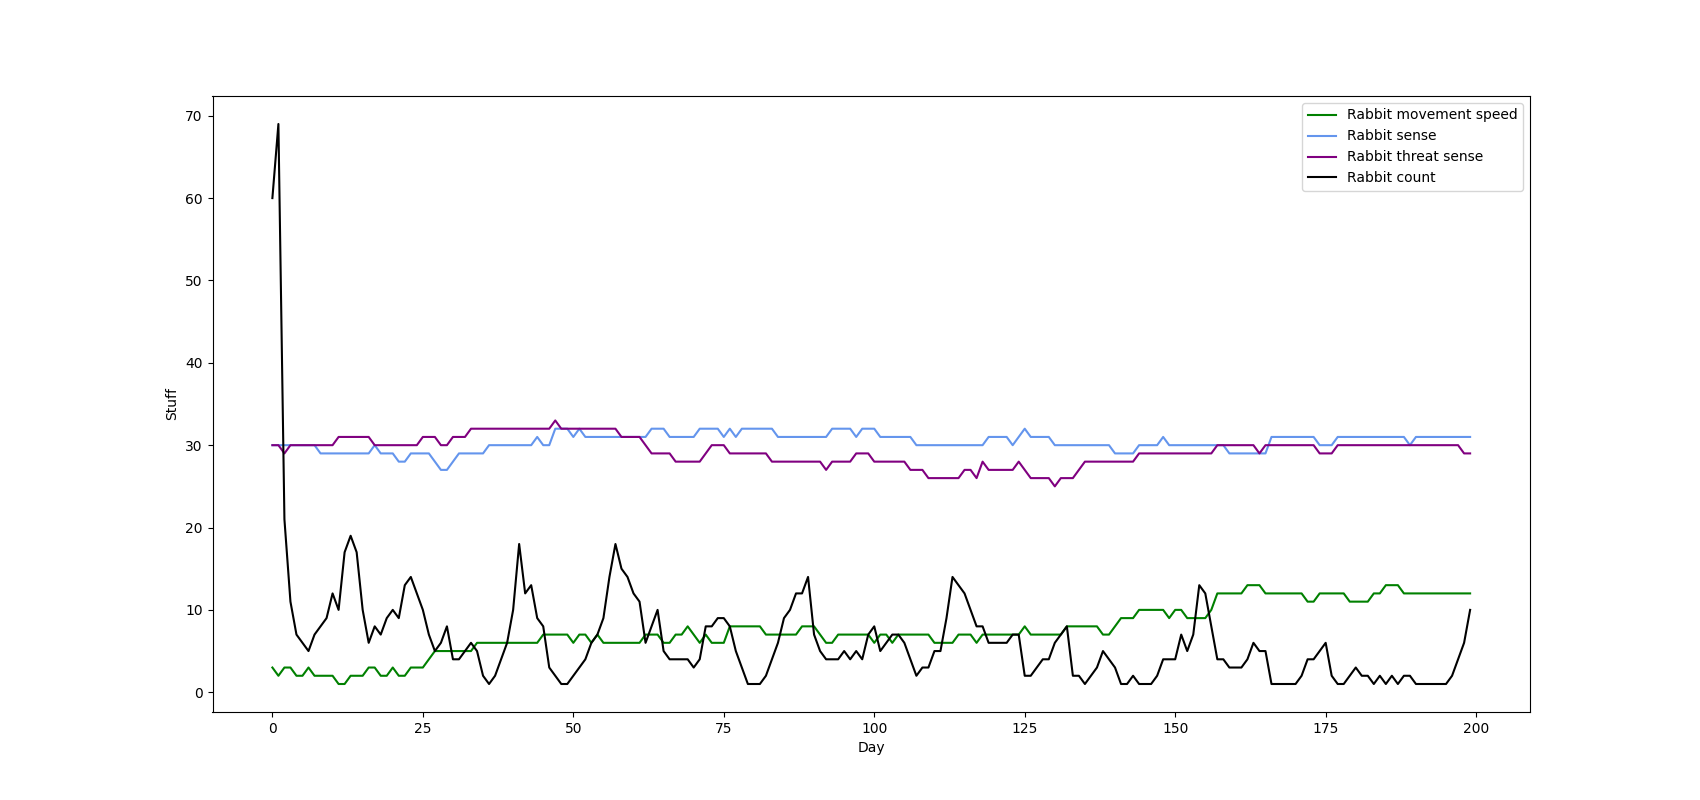 Rabbit movement speed
Rabbit sense
Rabbit threat sense
Rabbit count
70
60
50
40
30
20
10
0
Stuff
0 25 50 75 100 125 150 175 200
Day